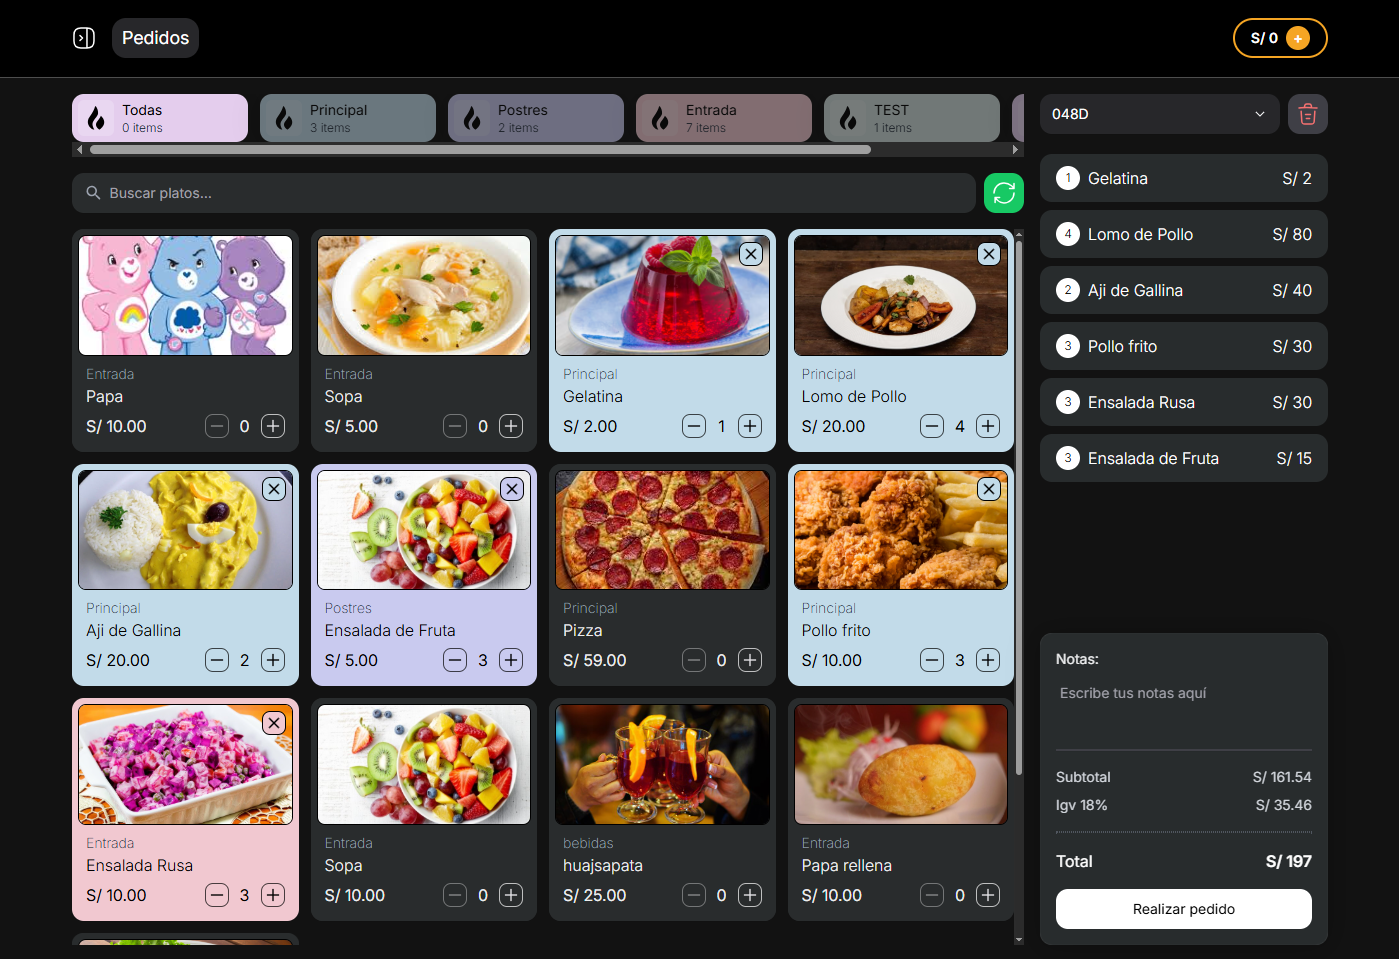 Pedidos
S/ 0
Todas
0 items
Principal
3 items
Postres
2 items
Entrada
7 items
TEST
1 items
048D
Buscar platos...
Entrada
Papa
S/ 10.00 0
Entrada
Sopa
S/ 5.00 0
Principal
Gelatina
S/ 2.00 1
Principal
Lomo de Pollo
S/ 20.00 4
Principal
Aji de Gallina
S/ 20.00 2
Postres
Ensalada de Fruta
S/ 5.00 3
Principal
Pizza
S/ 59.00 0
Principal
Pollo frito
S/ 10.00 3
Entrada
Ensalada Rusa
S/ 10.00 3
Entrada
Sopa
S/ 10.00 0
bebidas
huajsapata
S/ 25.00 0
Entrada
Papa rellena
S/ 10.00 0
1 Gelatina S/ 2
4 Lomo de Pollo S/ 80
2 Aji de Gallina S/ 40
3 Pollo frito S/ 30
3 Ensalada Rusa S/ 30
3 Ensalada de Fruta S/ 15
Notas:
Escribe tus notas aquí
Subtotal S/ 161.54
Igv 18% S/ 35.46
Total S/ 197
Realizar pedido